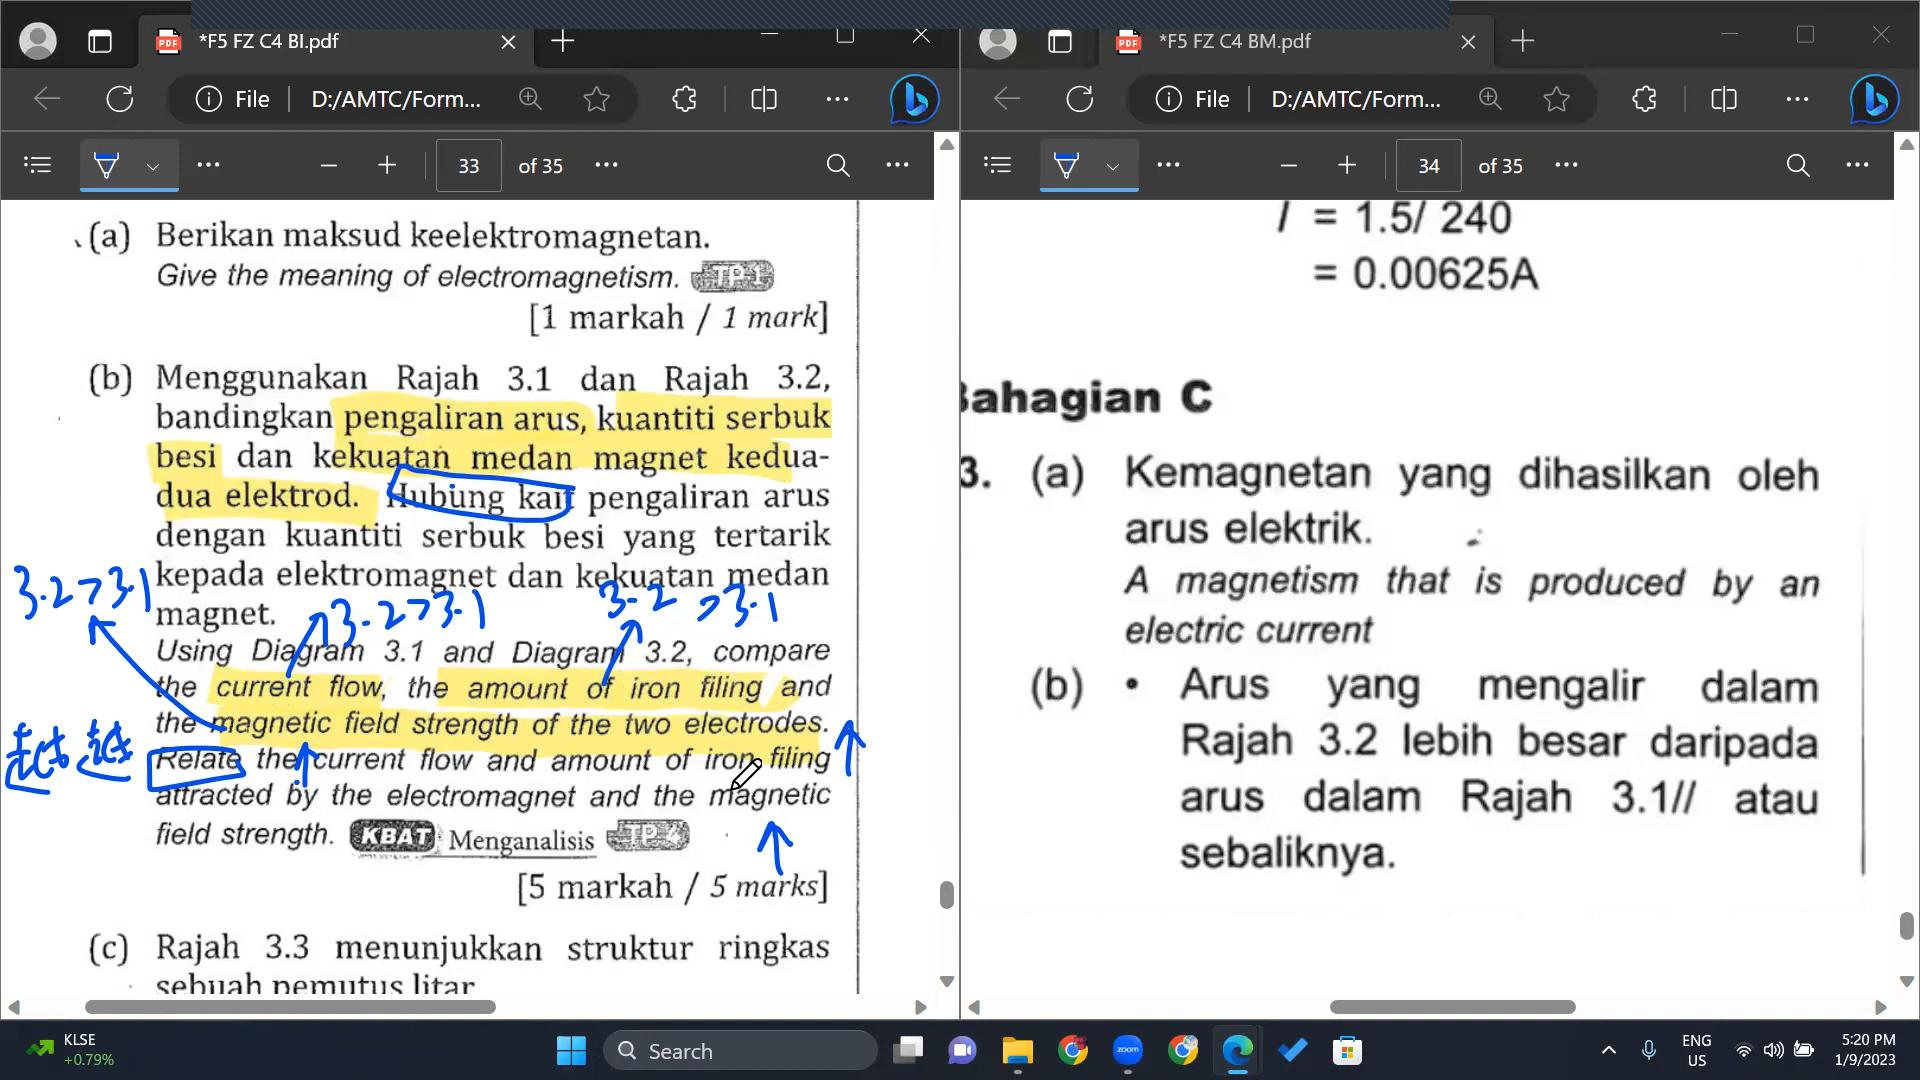 *F5 FZ C4 BI.pdf
File
D:/AMTC/Form...
33 of 35
(a) Berikan maksud keelektromagnetan.
Give the meaning of electromagnetism. TP 1
[1 markah / 1 mark]
(b) Menggunakan Rajah 3.1 dan Rajah 3.2,
bandingkan pengaliran arus, kuantiti serbuk
besi dan kekuatan medan magnet kedua-
dua elektrod. Hubung kait pengaliran arus
dengan kuantiti serbuk besi yang tertarik
kepada elektromagnet dan kekuatan medan
magnet.
3.2 > 3.1
3.2 > 3.1
3.2 > 3.1
Using Diagram 3.1 and Diagram 3.2, compare
the current flow, the amount of iron filing and
the magnetic field strength of the two electrodes.
Relate the current flow and amount of iron filing
attracted by the electromagnet and the magnetic
field strength. KBAT Menganalisis TP 4
[5 markah / 5 marks]
(c) Rajah 3.3 menunjukkan struktur ringkas
sebuah pemutus litar
*F5 FZ C4 BM.pdf
File
D:/AMTC/Form...
34 of 35
I = 1.5/ 240
= 0.00625A
Bahagian C
3. (a) Kemagnetan yang dihasilkan oleh
arus elektrik.
A magnetism that is produced by an
electric current
(b) • Arus yang mengalir dalam
Rajah 3.2 lebih besar daripada
arus dalam Rajah 3.1// atau
sebaliknya.
KLSE
+0.79%
Search
zoom
ENG
US
5:20 PM
1/9/2023